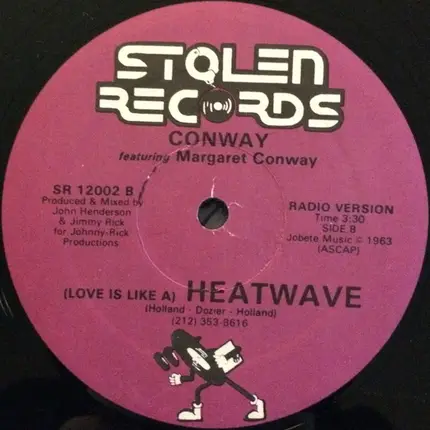 STOLEN
RECORDS
CONWAY
featuring Margaret Conway
SR 12002 B
Produced & Mixed by
John Henderson
& Jimmy Rick
for Johnny-Rick
Productions
RADIO VERSION
Time 3:30
SIDE B
Jobete Music © 1963
(ASCAP)
(LOVE IS LIKE A) HEATWAVE
(Holland - Dozier - Holland)
(212) 353-8616